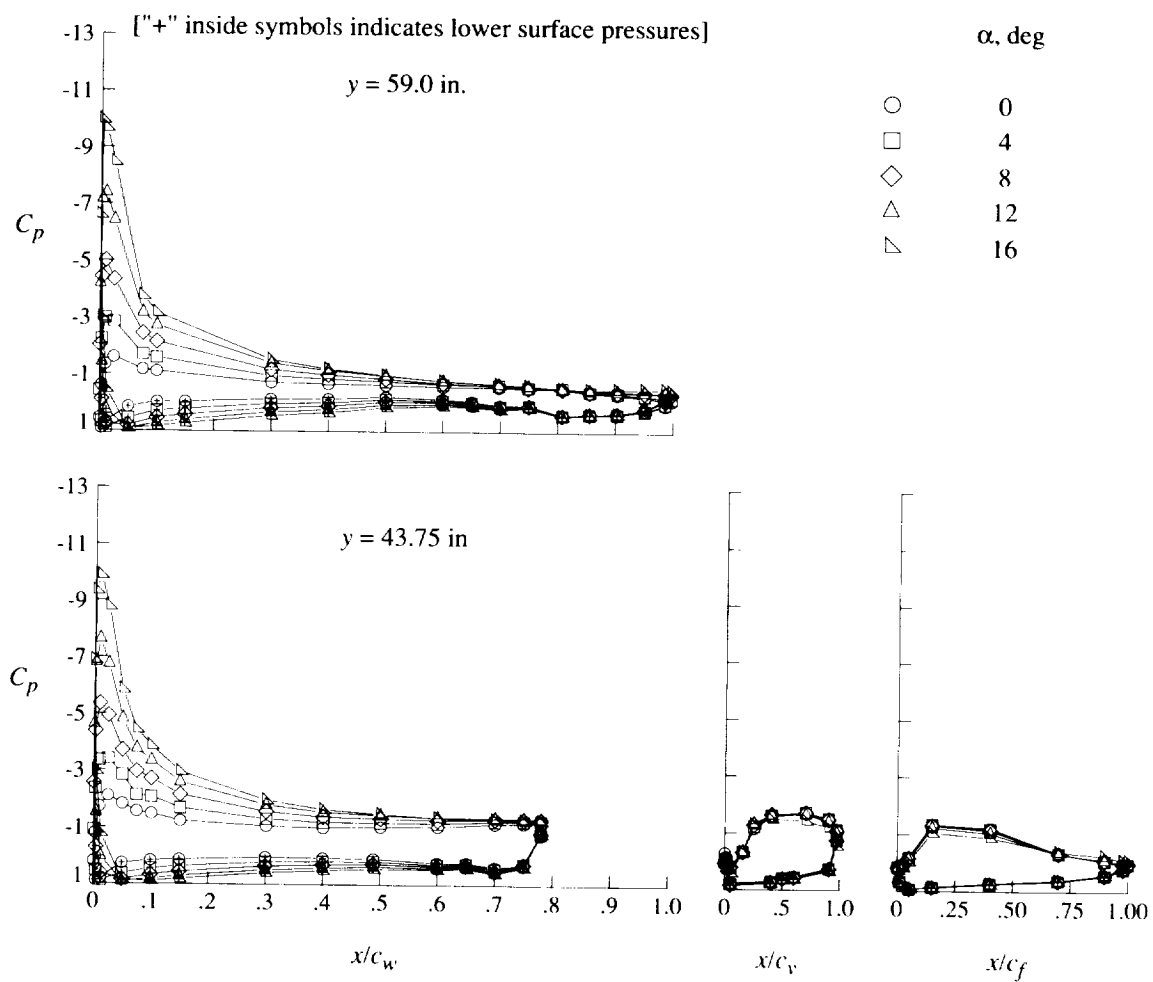 ["+" inside symbols indicates lower surface pressures]
α, deg
y = 59.0 in.
0
4
8
12
16
-13
-11
-9
-7
-5
-3
-1
1
C_p
y = 43.75 in
-13
-11
-9
-7
-5
-3
-1
1
C_p
0 .1 .2 .3 .4 .5 .6 .7 .8 .9 1.0
x/c_w
0 .5 1.0
x/c_v
0 .25 .50 .75 1.00
x/c_f